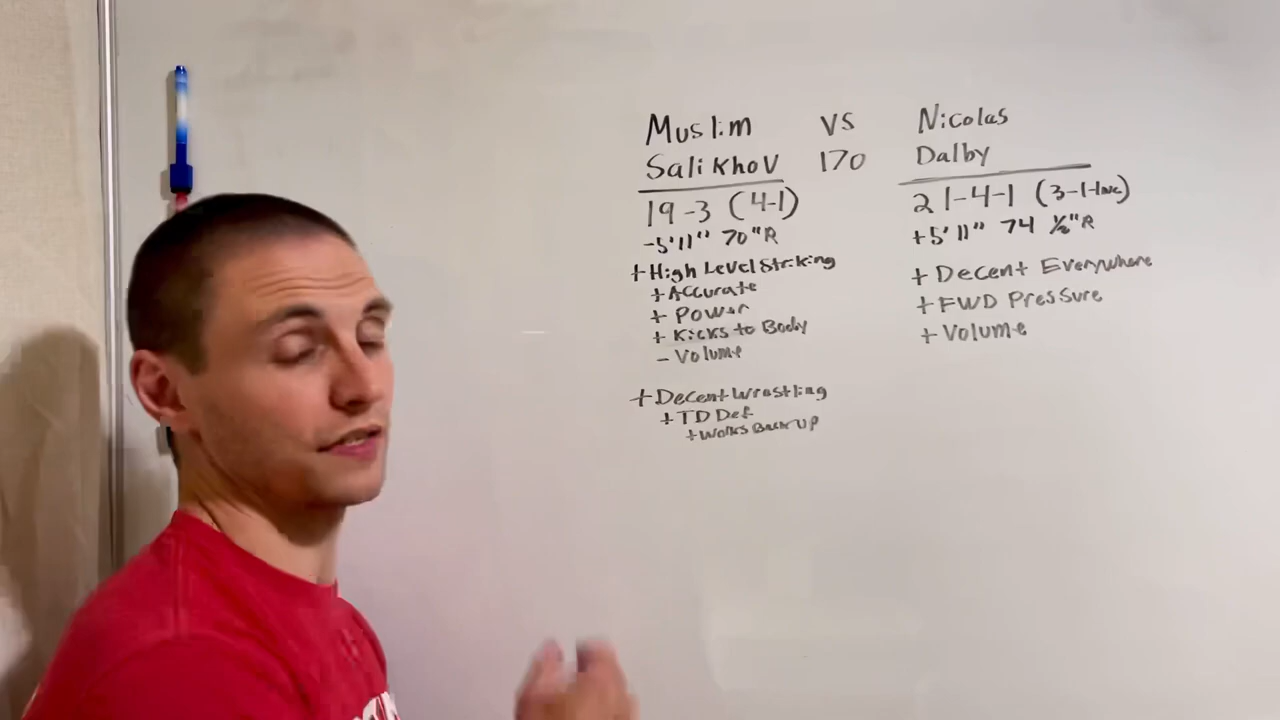 Muslim vs Nicolas
Salikhov 170 Dalby
19-3 (4-1)
-5'11" 70"R
+High Level Striking
+Accurate
+ Power
+ Kicks to Body
- Volume
+Decent Wrestling
+TD Def
+Works Back up
21-4-1 (3-1-1nc)
+5'11" 74 ½"R
+ Decent Everywhere
+FWD Pressure
+ Volume